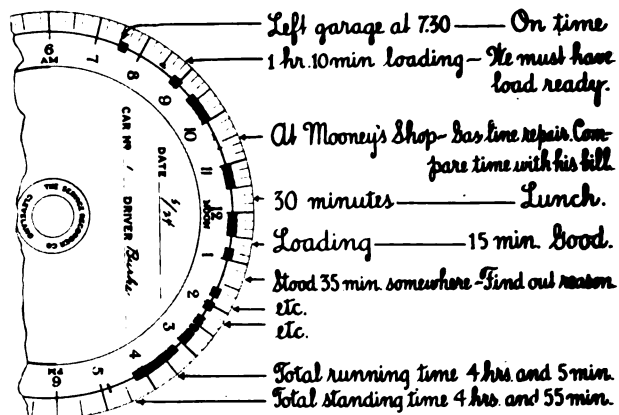 Left garage at 7.30 — On time
1 hr. 10 min loading — We must have
load ready.
At Mooney's Shop — Gas line repair. Com-
pare time with his bill
30 minutes — Lunch.
Loading — 15 min. Good.
Stood 35 min. somewhere — Find out reason
etc.
etc.
Total running time 4 hrs. and 5 min.
Total standing time 4 hrs. and 55 min.
6
AM
7
8
9
10
11
12
NOON
1
2
3
4
5
6
PM
DATE
CAR NO 1 DRIVER
THE SERVICE RECORDER CO
CLEVELAND